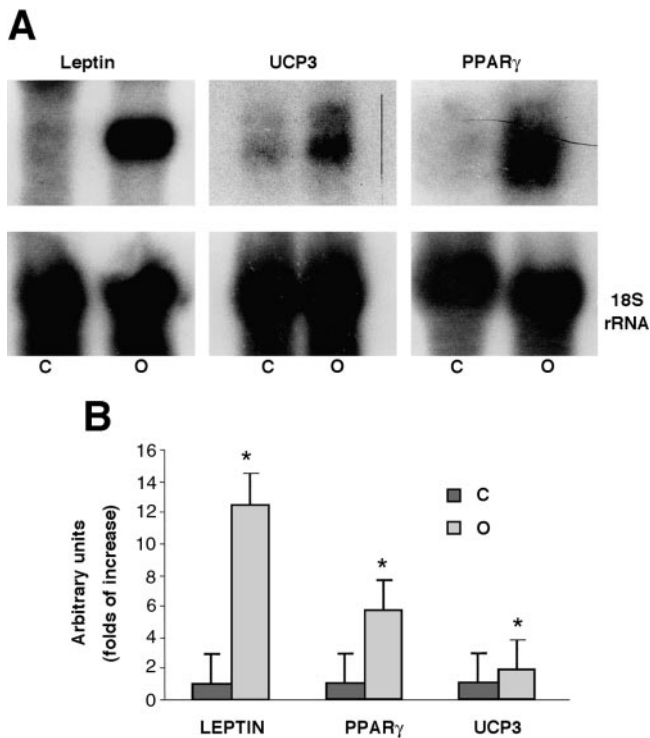 A
Leptin UCP3 PPARγ
18S
rRNA
C O C O C O
B
Arbitrary units
(folds of increase)
16
14
12
10
8
6
4
2
0
*
*
*
C
O
LEPTIN PPARγ UCP3